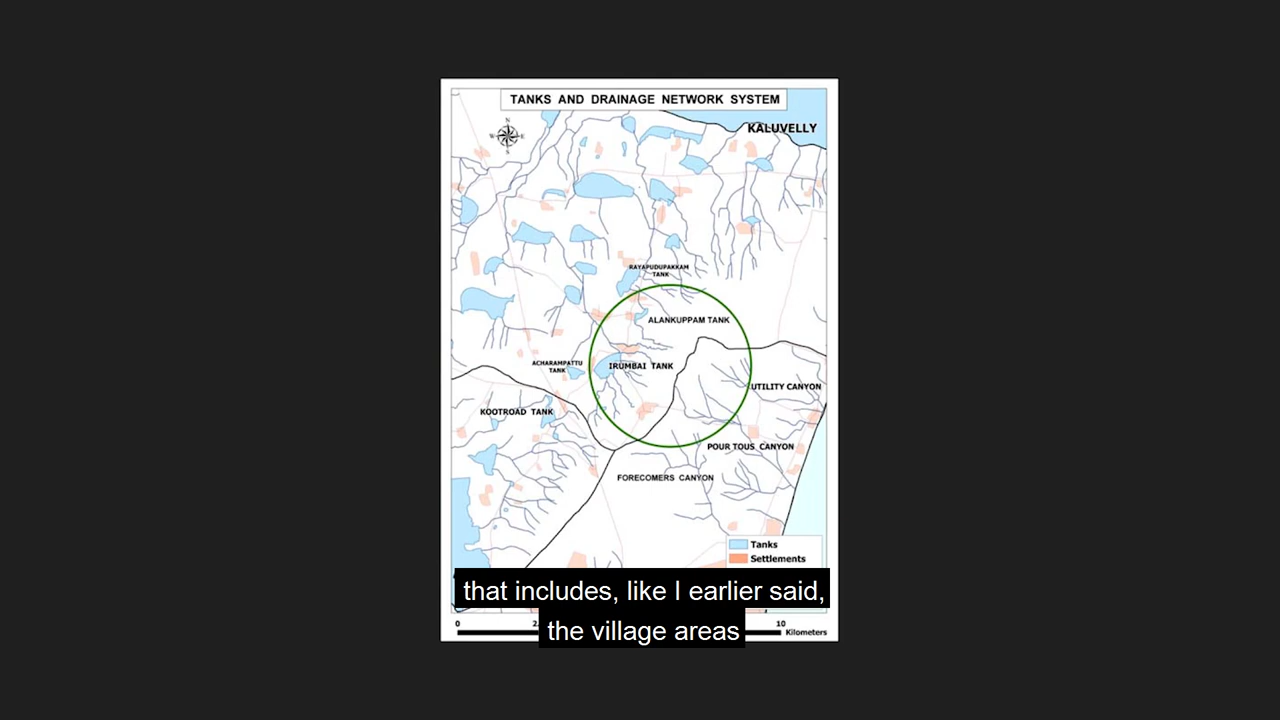 TANKS AND DRAINAGE NETWORK SYSTEM
N
W E
S
KALUVELLY
RAYAPUDUPAKKAM
TANK
ALANKUPPAM TANK
ACHARAMPATTU
TANK
IRUMBAI TANK
UTILITY CANYON
KOOTROAD TANK
POUR TOUS CANYON
FORECOMERS CANYON
Tanks
Settlements
that includes, like I earlier said,
the village areas
0 10
Kilometers